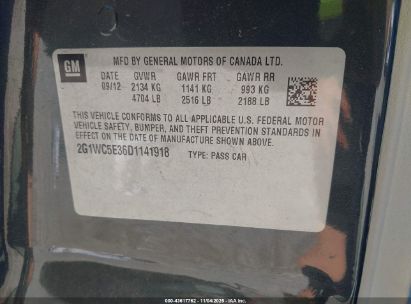 GM
MFD BY GENERAL MOTORS OF CANADA LTD.
DATE GVWR GAWR FRT GAWR RR
09/12 2134 KG 1141 KG 993 KG
4704 LB 2516 LB 2188 LB
THIS VEHICLE CONFORMS TO ALL APPLICABLE U.S. FEDERAL MOTOR
VEHICLE SAFETY, BUMPER, AND THEFT PREVENTION STANDARDS IN
EFFECT ON THE DATE OF MANUFACTURE SHOWN ABOVE.
2G1WC5E36D1141918 TYPE: PASS CAR